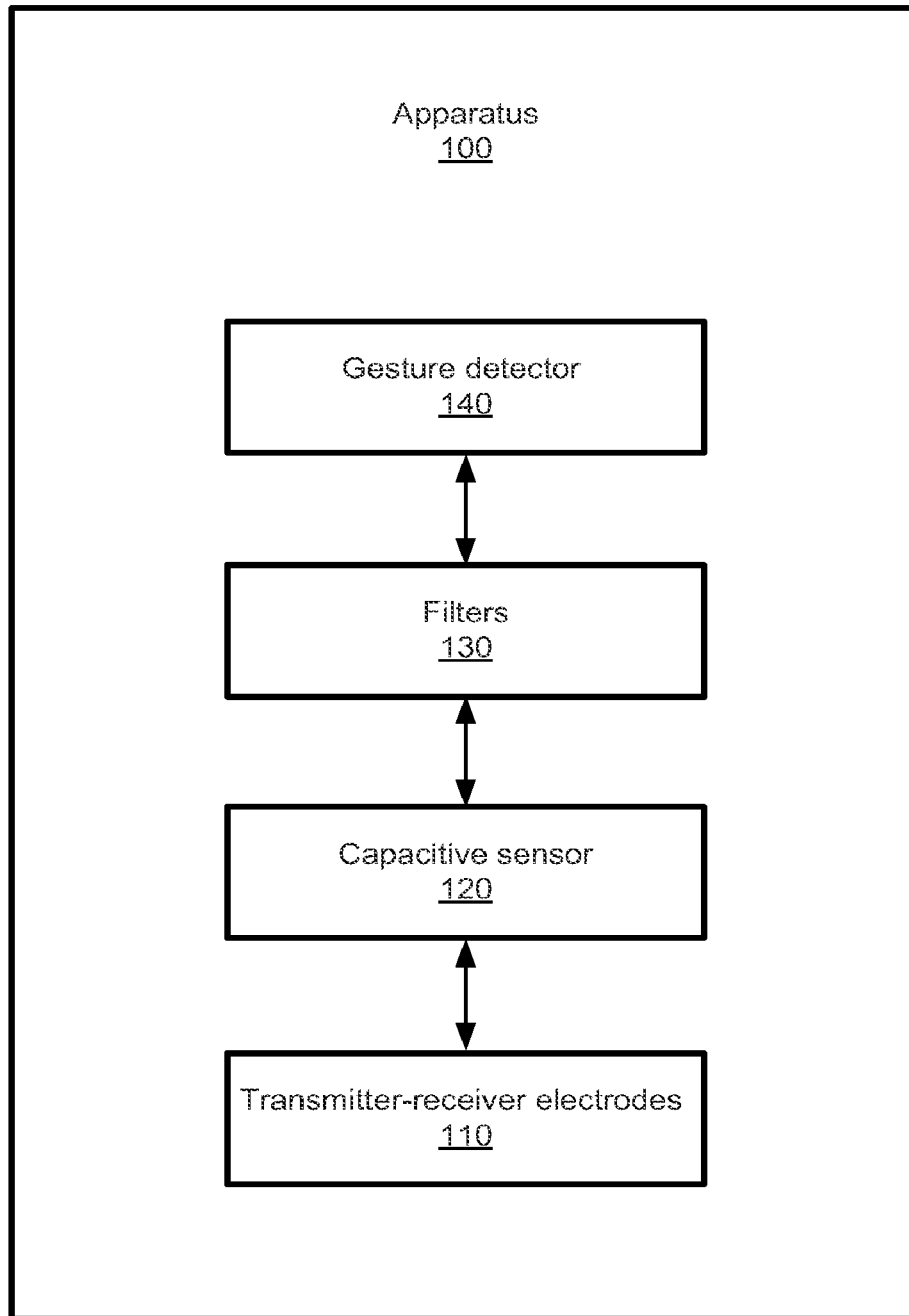 Apparatus
100
Gesture detector
140
Filters
130
Capacitive sensor
120
Transmitter-receiver electrodes
110